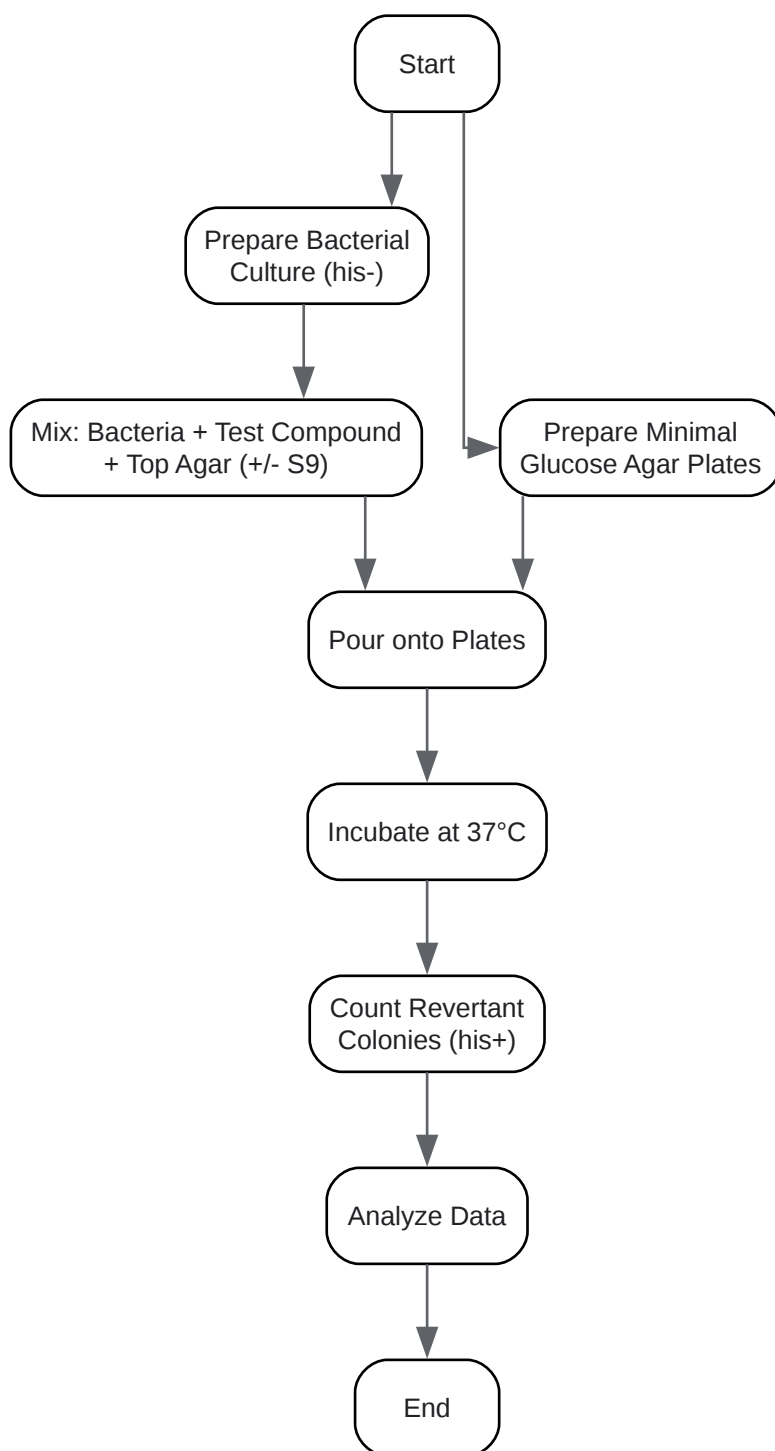 Start
Prepare Bacterial
Culture (his-)
Mix: Bacteria + Test Compound
+ Top Agar (+/- S9)
Prepare Minimal
Glucose Agar Plates
Pour onto Plates
Incubate at 37°C
Count Revertant
Colonies (his+)
Analyze Data
End